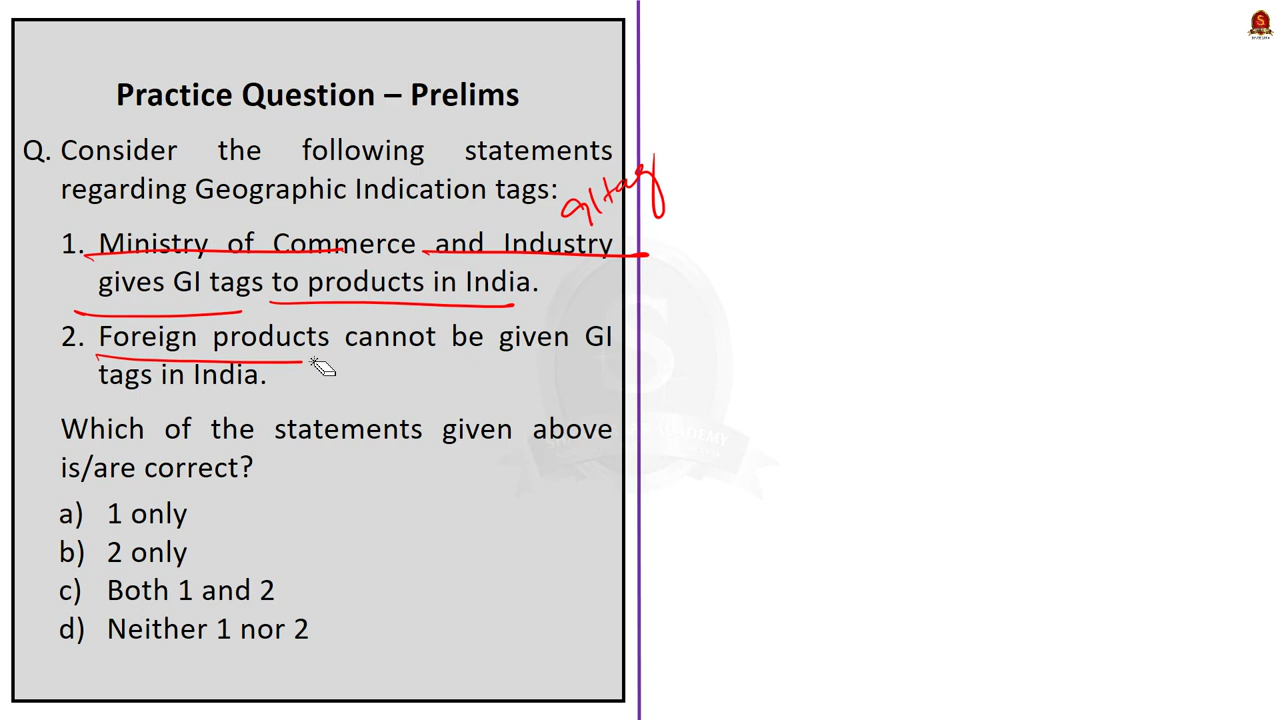 Practice Question – Prelims
Q. Consider the following statements
regarding Geographic Indication tags:
GI tag
1. Ministry of Commerce and Industry
gives GI tags to products in India.
2. Foreign products cannot be given GI
tags in India.
Which of the statements given above
is/are correct?
a) 1 only
b) 2 only
c) Both 1 and 2
d) Neither 1 nor 2